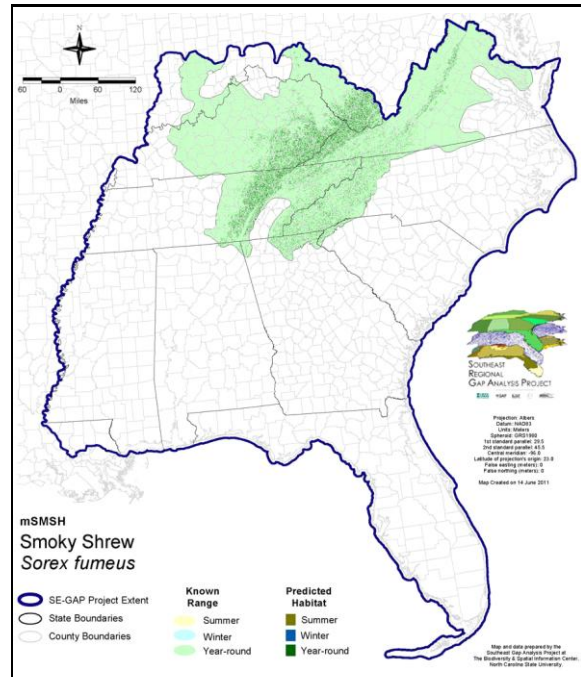 N
60 0 60 120
Miles
SOUTHEAST
REGIONAL
GAP ANALYSIS PROJECT
Projection: Albers
Datum: NAD83
Units: Meters
Spheroid: GRS1980
1st standard parallel: 29.5
2nd standard parallel: 45.5
Central meridian: -96.0
Latitude of projection's origin: 23.0
False easting (meters): 0
False northing (meters): 0
Map Created on 14 June 2011
mSMSH
Smoky Shrew
Sorex fumeus
SE-GAP Project Extent
State Boundaries
County Boundaries
Known
Range
Summer
Winter
Year-round
Predicted
Habitat
Summer
Winter
Year-round
Map and data prepared by the
Southeast Gap Analysis Project at
The Biodiversity & Spatial Information Center,
North Carolina State University.